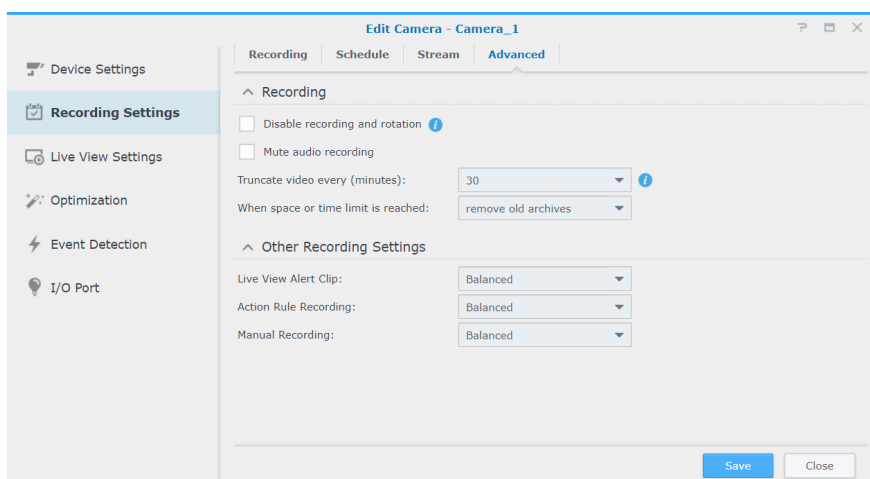 Edit Camera - Camera_1
Recording Schedule Stream Advanced
Device Settings
Recording Settings
Live View Settings
Optimization
Event Detection
I/O Port
Recording
Disable recording and rotation i
Mute audio recording
Truncate video every (minutes): 30 i
When space or time limit is reached: remove old archives
Other Recording Settings
Live View Alert Clip: Balanced
Action Rule Recording: Balanced
Manual Recording: Balanced
Save Close